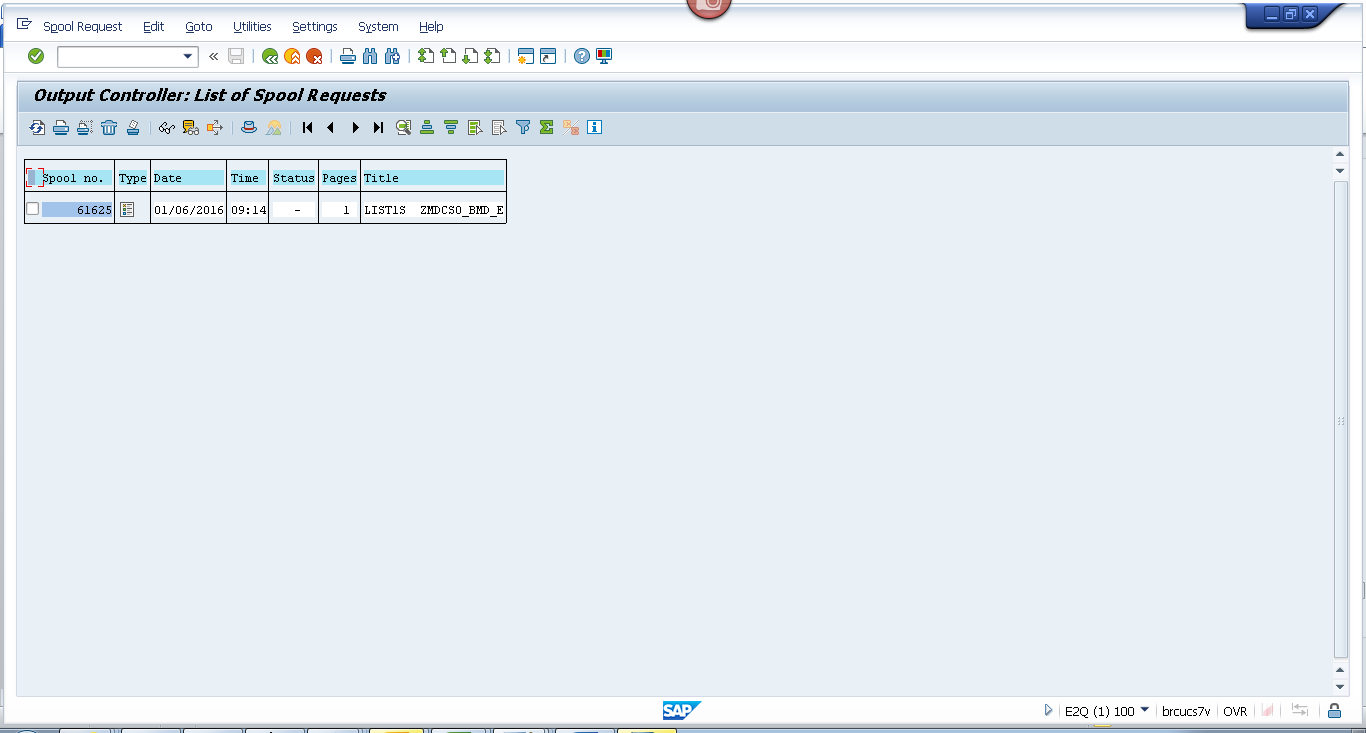 Spool Request Edit Goto Utilities Settings System Help
Output Controller: List of Spool Requests
Spool no. Type Date Time Status Pages Title
61625 01/06/2016 09:14 - 1 LIST1S ZMDCSO_BMD_E
SAP E2Q (1) 100 brcucs7v OVR